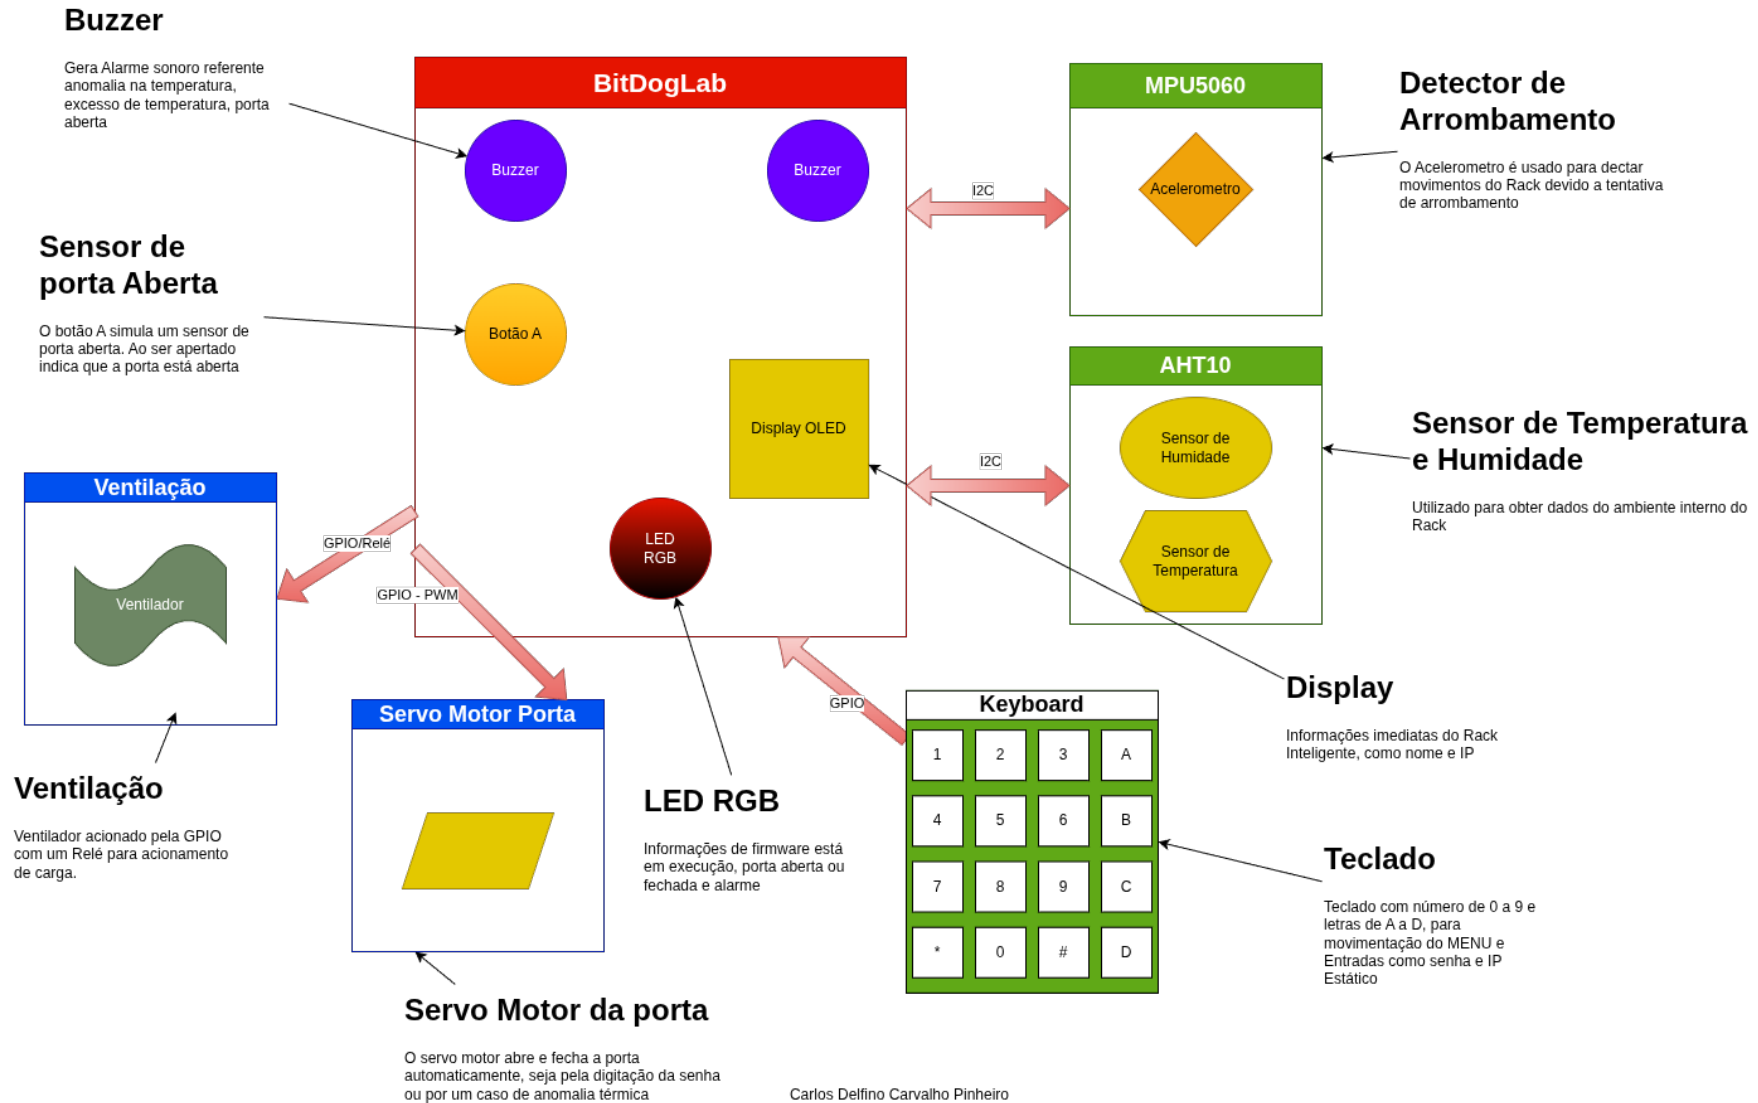 Buzzer
Gera Alarme sonoro referente
anomalia na temperatura,
excesso de temperatura, porta
aberta
Sensor de
porta Aberta
O botão A simula um sensor de
porta aberta. Ao ser apertado
indica que a porta está aberta
BitDogLab
Buzzer
Buzzer
Botão A
Display OLED
LED
RGB
I2C
MPU5060
Acelerometro
Detector de
Arrombamento
O Acelerometro é usado para dectar
movimentos do Rack devido a tentativa
de arrombamento
I2C
AHT10
Sensor de
Humidade
Sensor de
Temperatura
Sensor de Temperatura
e Humidade
Utilizado para obter dados do ambiente interno do
Rack
Ventilação
Ventilador
GPIO/Relé
GPIO - PWM
Ventilação
Ventilador acionado pela GPIO
com um Relé para acionamento
de carga.
Servo Motor Porta
Servo Motor da porta
O servo motor abre e fecha a porta
automaticamente, seja pela digitação da senha
ou por um caso de anomalia térmica
LED RGB
Informações de firmware está
em execução, porta aberta ou
fechada e alarme
GPIO
Keyboard
1 2 3 A
4 5 6 B
7 8 9 C
* 0 # D
Display
Informações imediatas do Rack
Inteligente, como nome e IP
Teclado
Teclado com número de 0 a 9 e
letras de A a D, para
movimentação do MENU e
Entradas como senha e IP
Estático
Carlos Delfino Carvalho Pinheiro